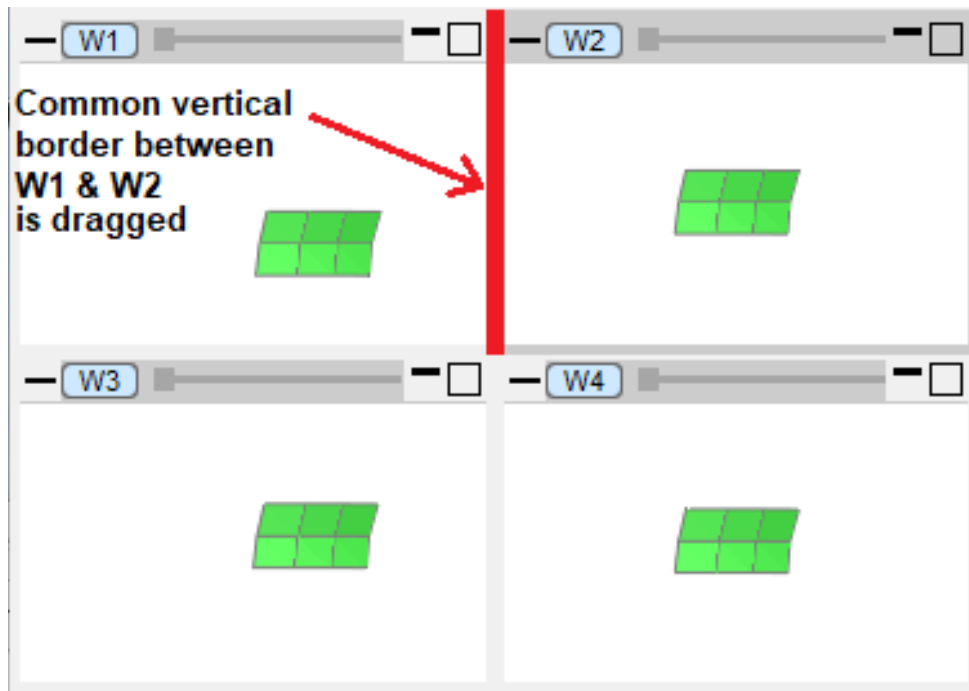 W1
W2
Common vertical
border between
W1 & W2
is dragged
W3
W4